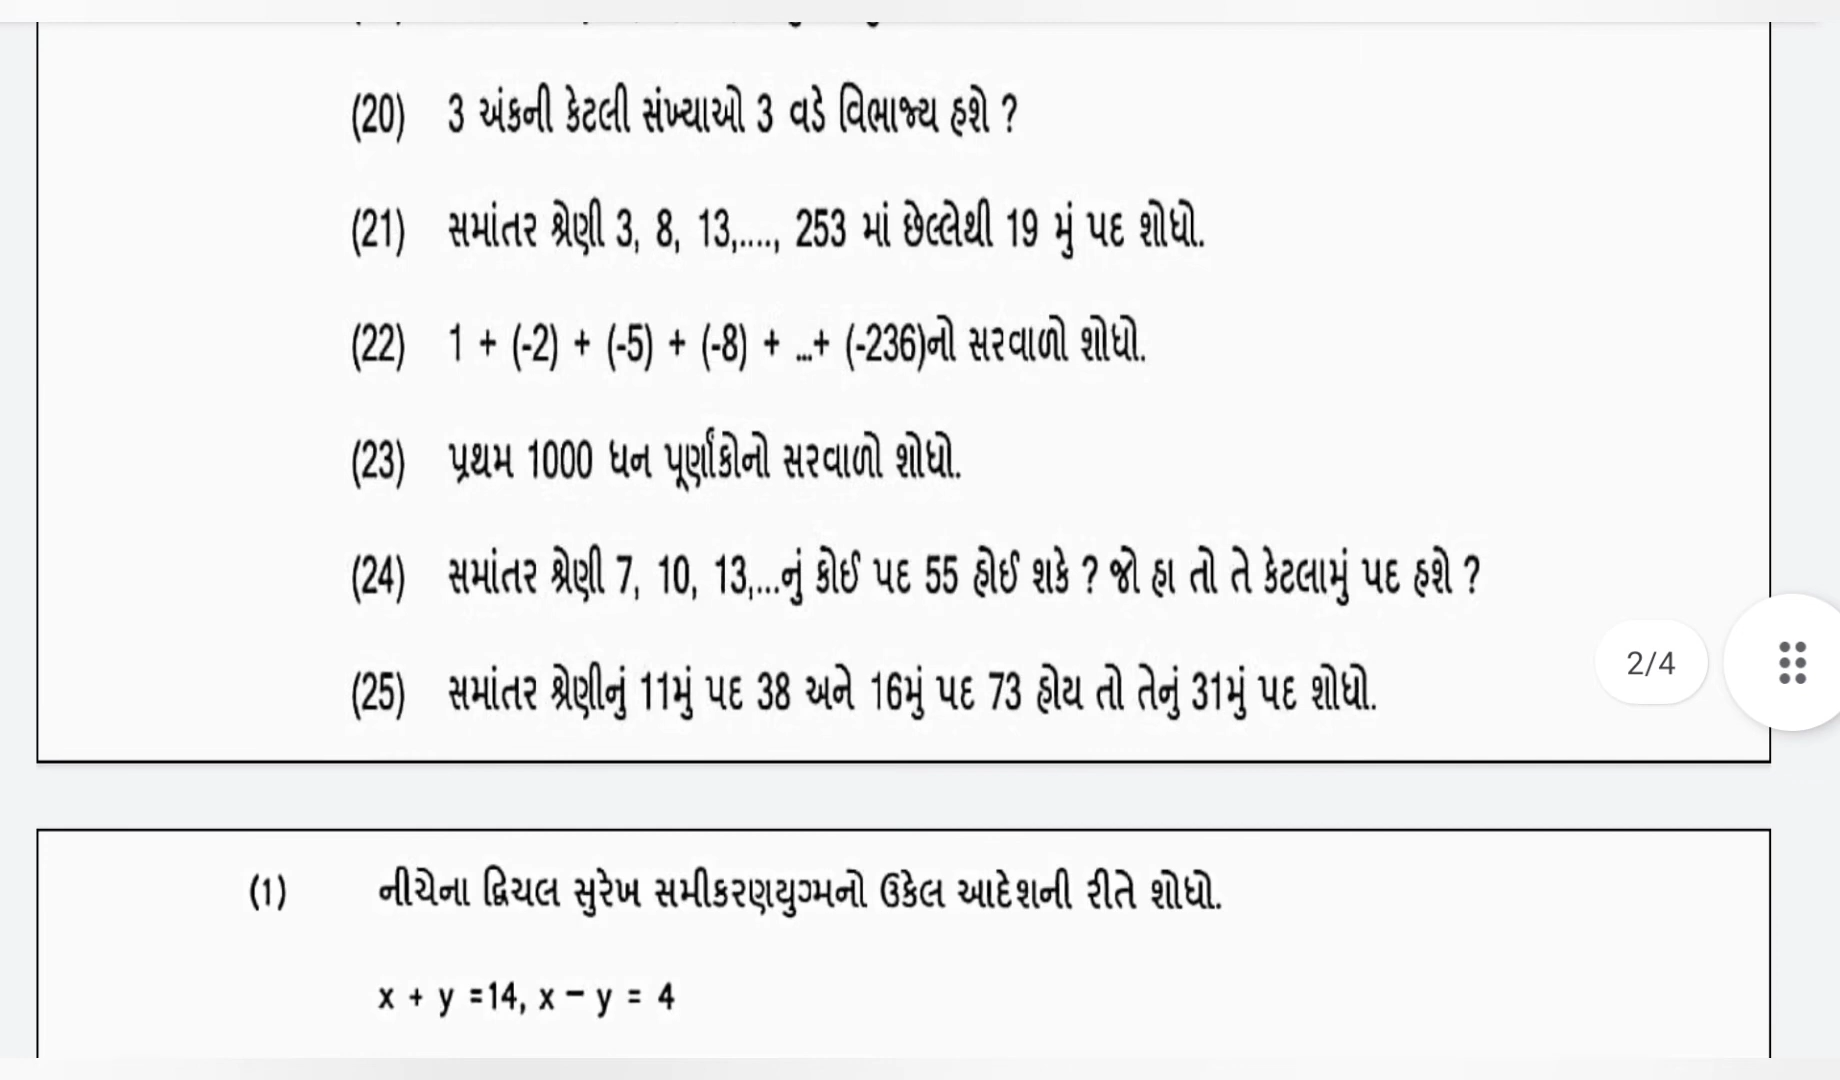 (20) 3 અંકની કેટલી સંખ્યાઓ 3 વડે વિભાજ્ય હશે ?
(21) સમાંતર શ્રેણી 3, 8, 13,...., 253 માં છેલ્લેથી 19 મું પદ શોધો.
(22) 1 + (-2) + (-5) + (-8) + ...+ (-236)નો સરવાળો શોધો.
(23) પ્રથમ 1000 ધન પૂર્ણાંકોનો સરવાળો શોધો.
(24) સમાંતર શ્રેણી 7, 10, 13,...નું કોઈ પદ 55 હોઈ શકે ? જો હા તો તે કેટલામું પદ હશે ?
2/4
(25) સમાંતર શ્રેણીનું 11મું પદ 38 અને 16મું પદ 73 હોય તો તેનું 31મું પદ શોધો.
(1) નીચેના દ્વિચલ સુરેખ સમીકરણયુગ્મનો ઉકેલ આદેશની રીતે શોધો.
x + y =14, x – y = 4